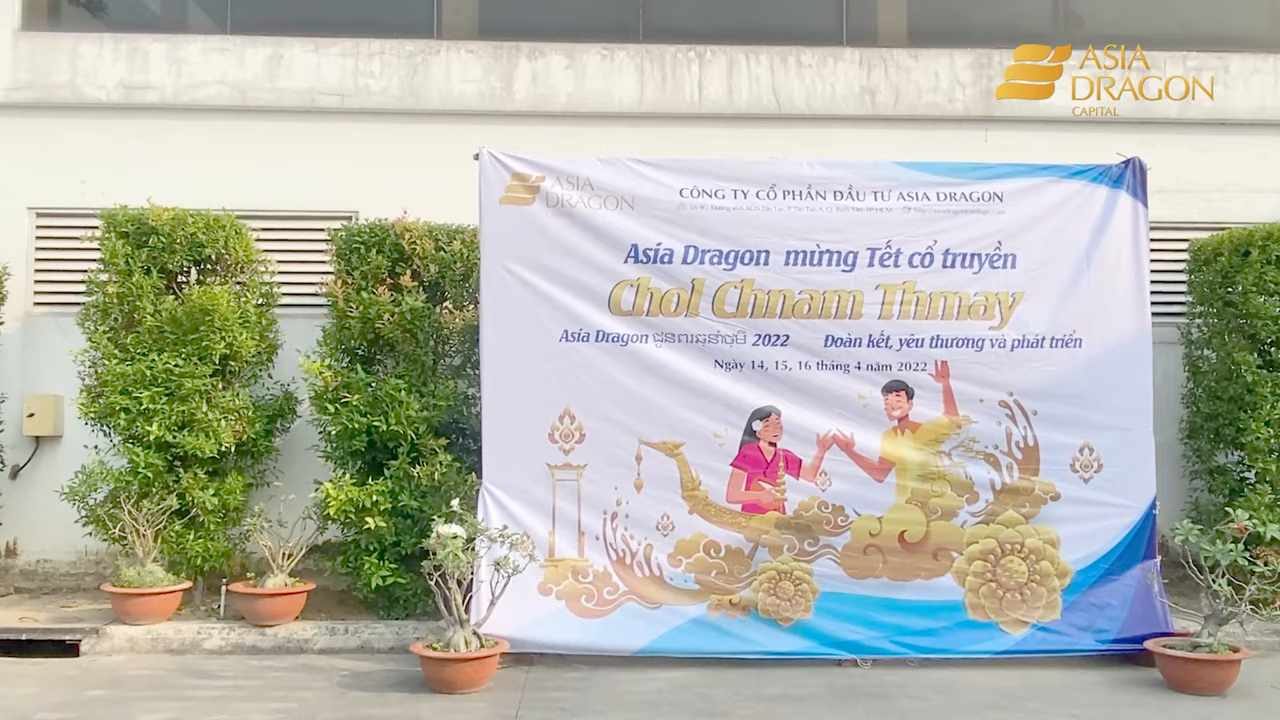 ASIA
DRAGON
CAPITAL
ASIA
DRAGON
CÔNG TY CỔ PHẦN ĐẦU TƯ ASIA DRAGON
Asia Dragon mừng Tết cổ truyền
Chol Chnam Thmay
Asia Dragon ជូនពរឆ្នាំថ្មី 2022 Đoàn kết, yêu thương và phát triển
Ngày 14, 15, 16 tháng 4 năm 2022